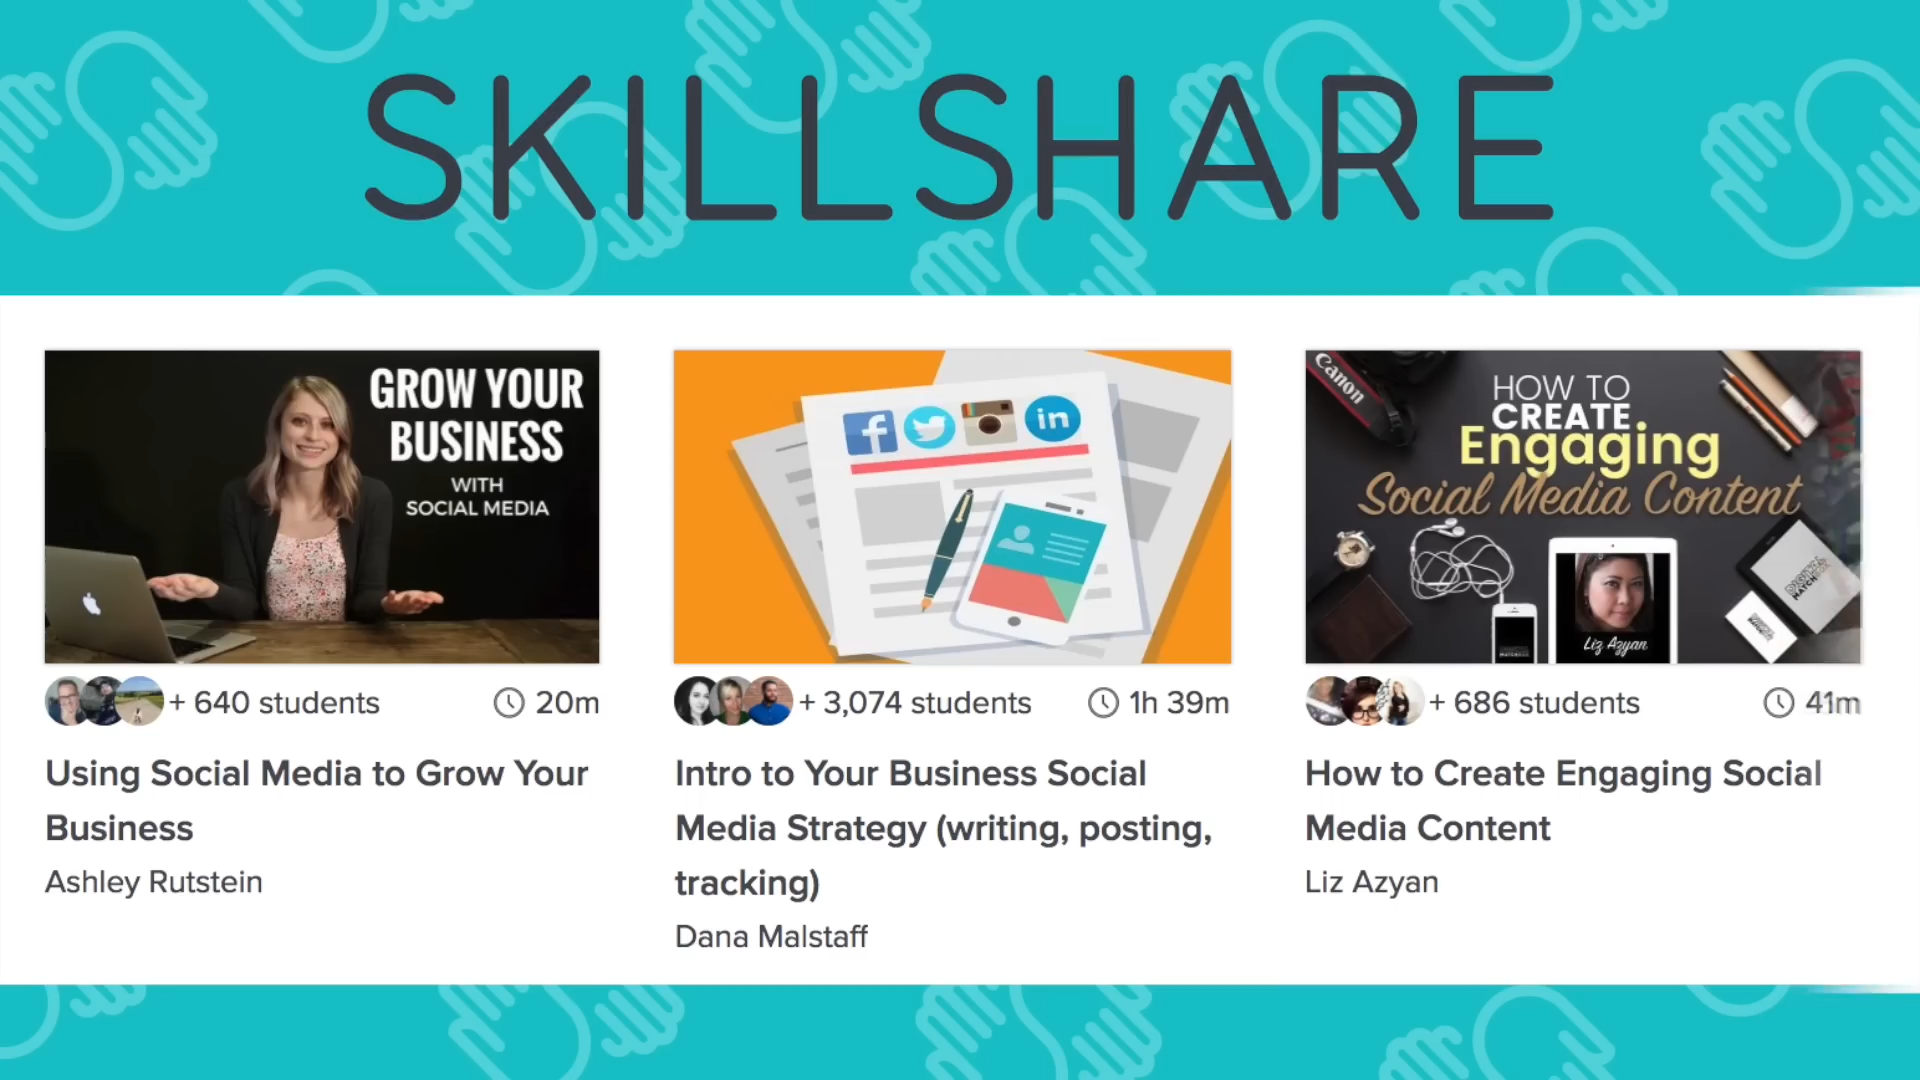 SKILLSHARE
GROW YOUR
BUSINESS
WITH
SOCIAL MEDIA
+ 640 students
20m
Using Social Media to Grow Your
Business
Ashley Rutstein
f
in
+ 3,074 students
1h 39m
Intro to Your Business Social
Media Strategy (writing, posting,
tracking)
Dana Malstaff
Canon
HOW TO
CREATE
Engaging
Social Media Content
Liz Azyan
+ 686 students
41m
How to Create Engaging Social
Media Content
Liz Azyan